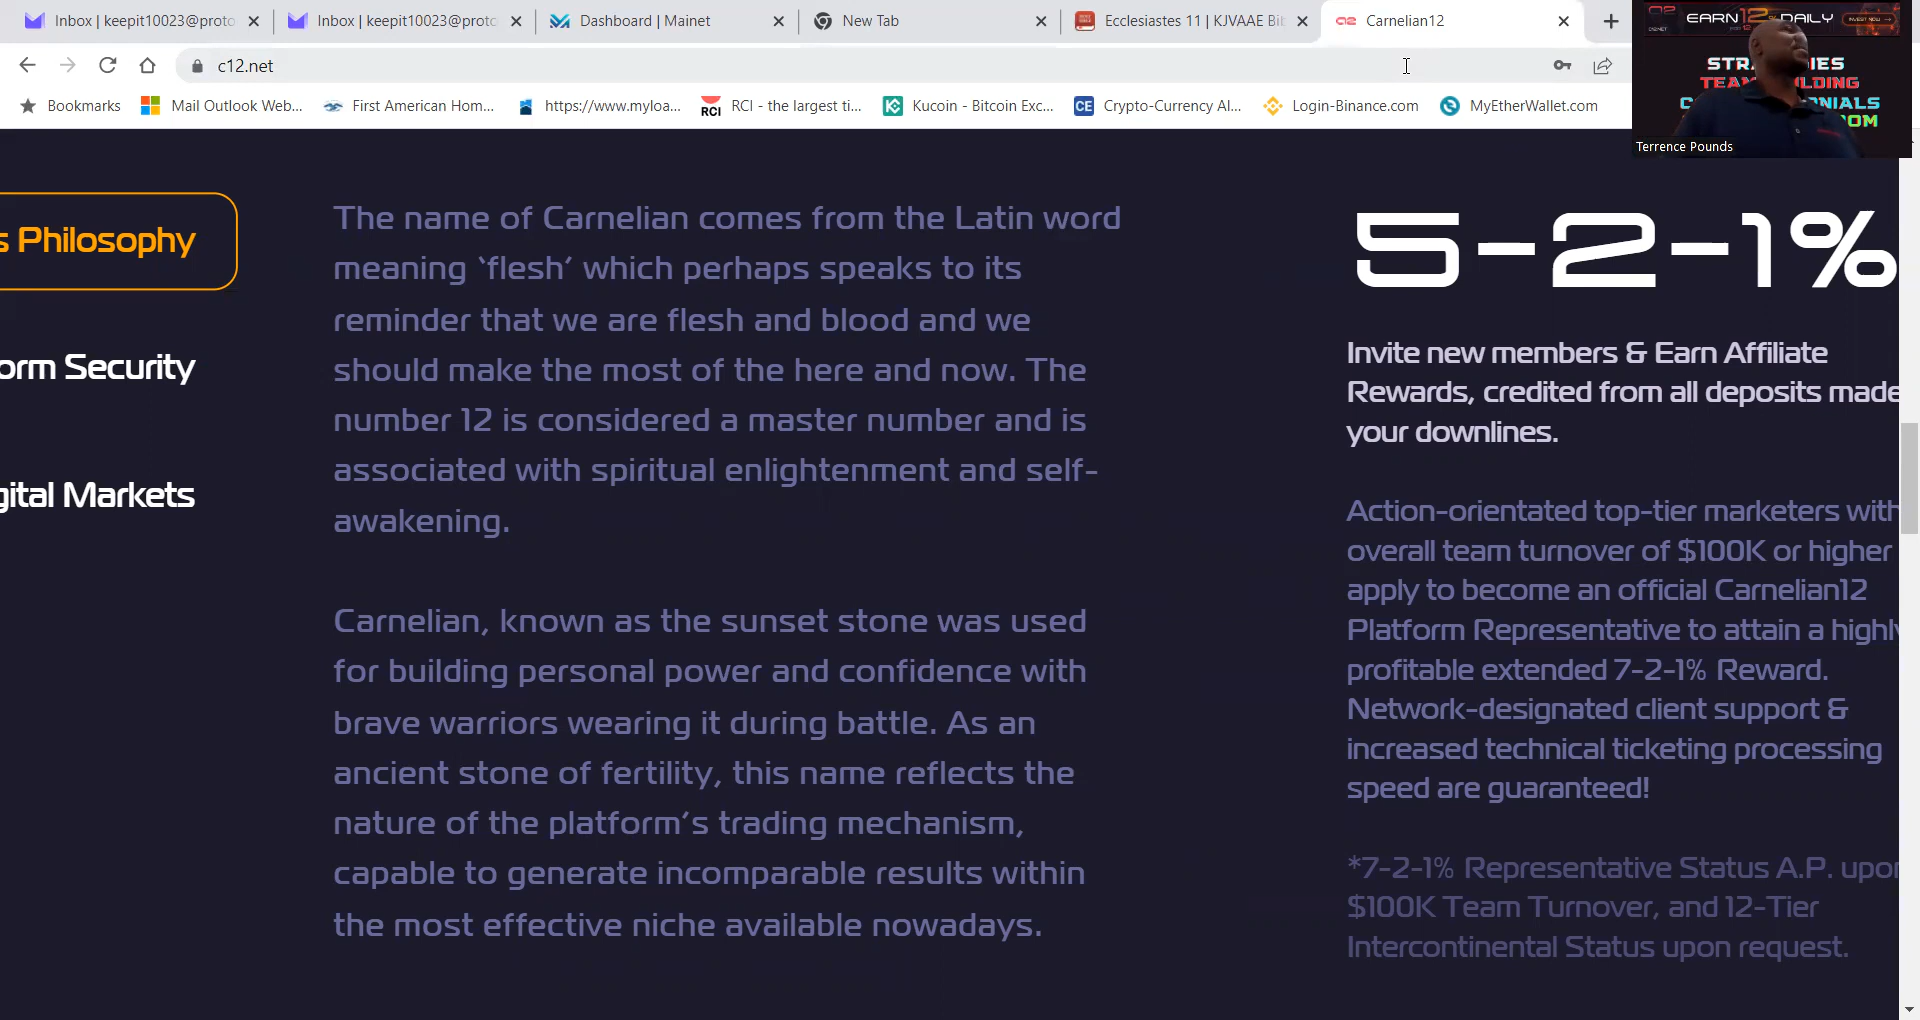 Inbox | keepit10023@proto
Inbox | keepit10023@proto
Dashboard | Mainet
New Tab
Ecclesiastes 11 | KJVAAE Bi
Carnelian12
c12.net
Bookmarks
Mail Outlook Web...
First American Hom...
https://www.myloa...
RCI - the largest ti...
Kucoin - Bitcoin Exc...
Crypto-Currency Al...
Login-Binance.com
MyEtherWallet.com
EARN 12% DAILY
INVEST NOW
Terrence Pounds
s Philosophy
orm Security
gital Markets
The name of Carnelian comes from the Latin word
meaning ‘flesh’ which perhaps speaks to its
reminder that we are flesh and blood and we
should make the most of the here and now. The
number 12 is considered a master number and is
associated with spiritual enlightenment and self-
awakening.
Carnelian, known as the sunset stone was used
for building personal power and confidence with
brave warriors wearing it during battle. As an
ancient stone of fertility, this name reflects the
nature of the platform’s trading mechanism,
capable to generate incomparable results within
the most effective niche available nowadays.
5-2-1%
Invite new members & Earn Affiliate
Rewards, credited from all deposits made
your downlines.
Action-orientated top-tier marketers with
overall team turnover of $100K or higher
apply to become an official Carnelian12
Platform Representative to attain a highly
profitable extended 7-2-1% Reward.
Network-designated client support &
increased technical ticketing processing
speed are guaranteed!
*7-2-1% Representative Status A.P. upon
$100K Team Turnover, and 12-Tier
Intercontinental Status upon request.